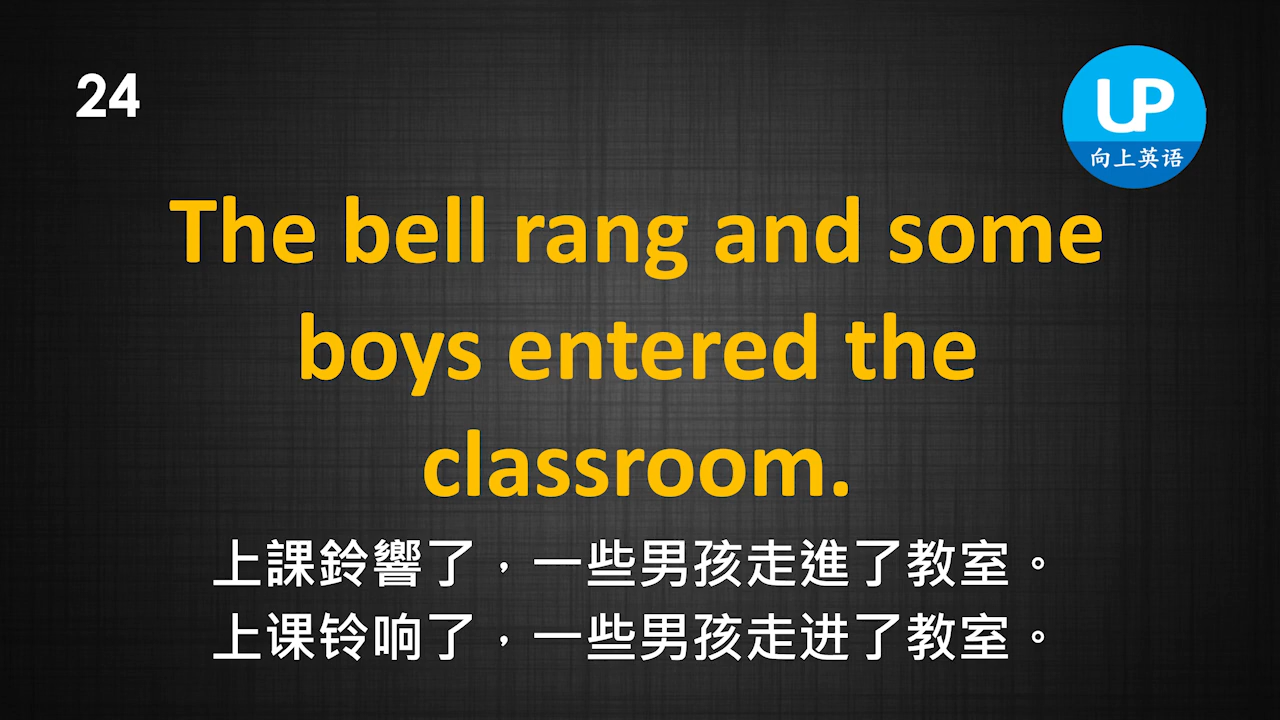 24
UP
向上英语
The bell rang and some
boys entered the
classroom.
上課鈴響了，一些男孩走進了教室。
上课铃响了，一些男孩走进了教室。